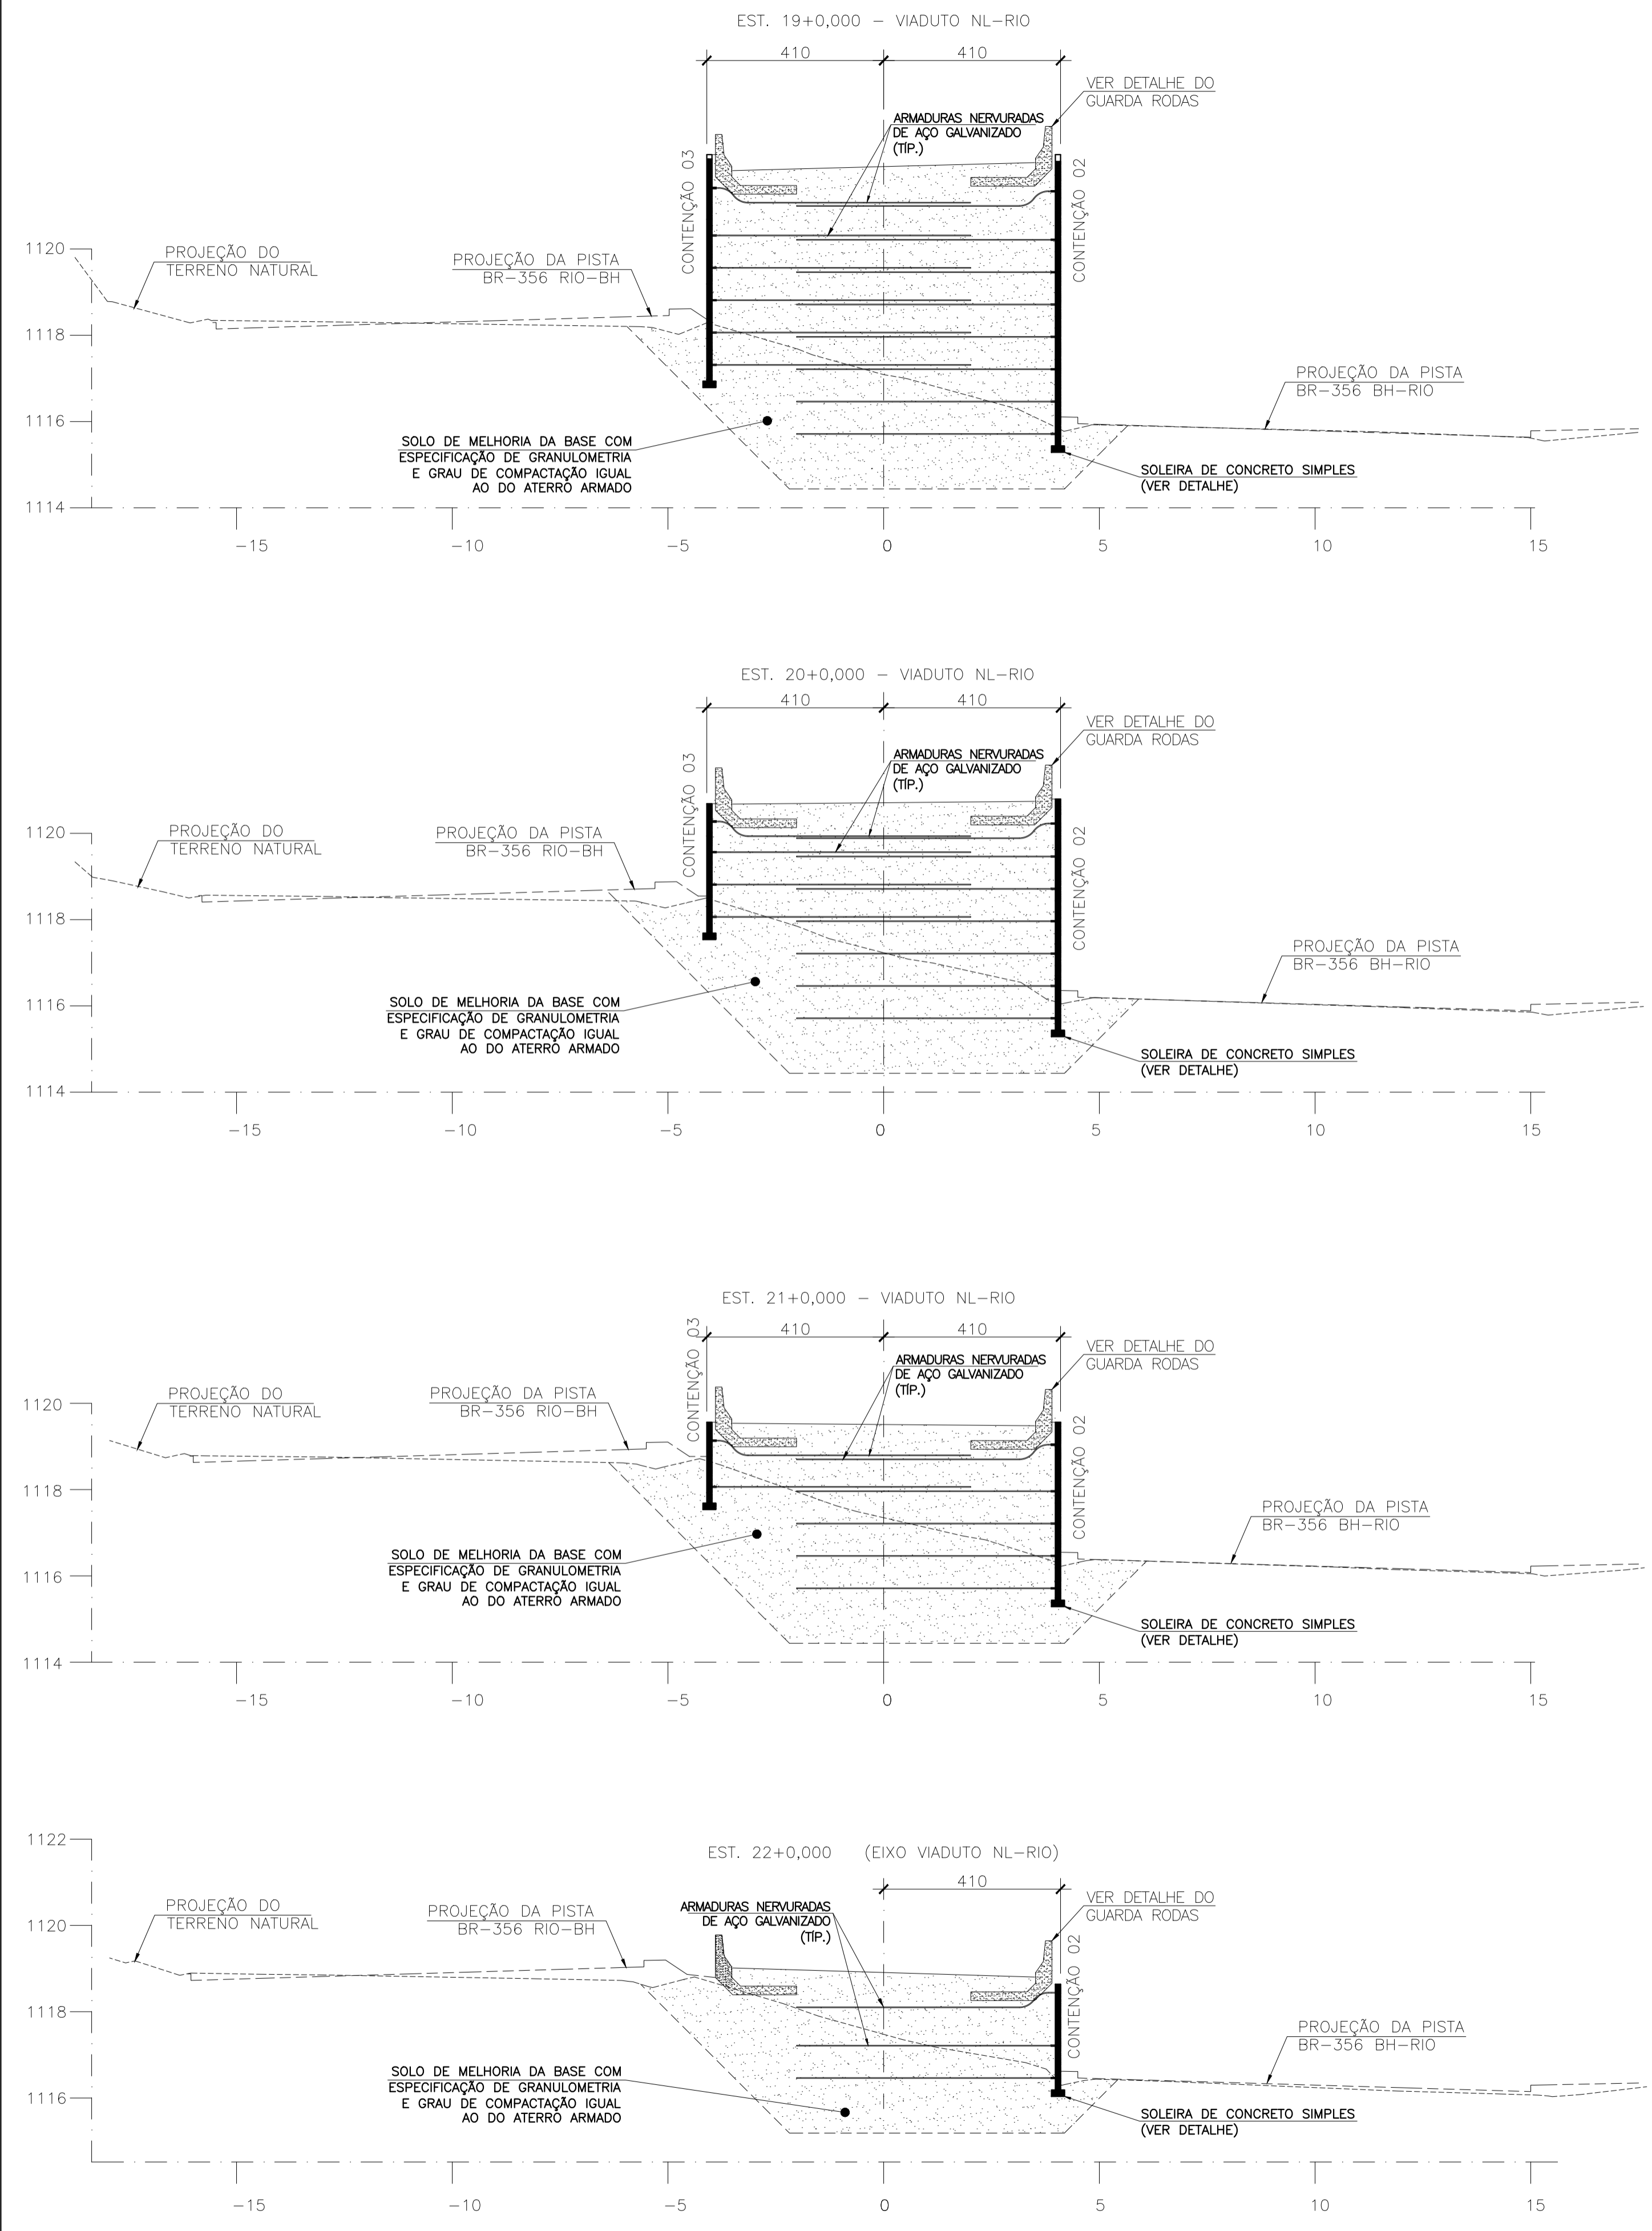 EST. 19+0,000 – VIADUTO NL–RIO
410
410
VER DETALHE DO
GUARDA RODAS
ARMADURAS NERVURADAS
DE AÇO GALVANIZADO
(TÍP.)
CONTENÇÃO 03
CONTENÇÃO 02
1120
PROJEÇÃO DO
TERRENO NATURAL
PROJEÇÃO DA PISTA
BR–356 RIO–BH
1118
PROJEÇÃO DA PISTA
BR–356 BH–RIO
1116
SOLO DE MELHORIA DA BASE COM
ESPECIFICAÇÃO DE GRANULOMETRIA
E GRAU DE COMPACTAÇÃO IGUAL
AO DO ATERRO ARMADO
SOLEIRA DE CONCRETO SIMPLES
(VER DETALHE)
1114
–15
–10
–5
0
5
10
15
EST. 20+0,000 – VIADUTO NL–RIO
410
410
VER DETALHE DO
GUARDA RODAS
ARMADURAS NERVURADAS
DE AÇO GALVANIZADO
(TÍP.)
CONTENÇÃO 03
CONTENÇÃO 02
1120
PROJEÇÃO DO
TERRENO NATURAL
PROJEÇÃO DA PISTA
BR–356 RIO–BH
1118
PROJEÇÃO DA PISTA
BR–356 BH–RIO
1116
SOLO DE MELHORIA DA BASE COM
ESPECIFICAÇÃO DE GRANULOMETRIA
E GRAU DE COMPACTAÇÃO IGUAL
AO DO ATERRO ARMADO
SOLEIRA DE CONCRETO SIMPLES
(VER DETALHE)
1114
–15
–10
–5
0
5
10
15
EST. 21+0,000 – VIADUTO NL–RIO
410
410
VER DETALHE DO
GUARDA RODAS
ARMADURAS NERVURADAS
DE AÇO GALVANIZADO
(TÍP.)
CONTENÇÃO 03
CONTENÇÃO 02
1120
PROJEÇÃO DO
TERRENO NATURAL
PROJEÇÃO DA PISTA
BR–356 RIO–BH
1118
PROJEÇÃO DA PISTA
BR–356 BH–RIO
1116
SOLO DE MELHORIA DA BASE COM
ESPECIFICAÇÃO DE GRANULOMETRIA
E GRAU DE COMPACTAÇÃO IGUAL
AO DO ATERRO ARMADO
SOLEIRA DE CONCRETO SIMPLES
(VER DETALHE)
1114
–15
–10
–5
0
5
10
15
1122
EST. 22+0,000 (EIXO VIADUTO NL–RIO)
410
VER DETALHE DO
GUARDA RODAS
ARMADURAS NERVURADAS
DE AÇO GALVANIZADO
(TÍP.)
CONTENÇÃO 02
1120
PROJEÇÃO DO
TERRENO NATURAL
PROJEÇÃO DA PISTA
BR–356 RIO–BH
1118
PROJEÇÃO DA PISTA
BR–356 BH–RIO
1116
SOLO DE MELHORIA DA BASE COM
ESPECIFICAÇÃO DE GRANULOMETRIA
E GRAU DE COMPACTAÇÃO IGUAL
AO DO ATERRO ARMADO
SOLEIRA DE CONCRETO SIMPLES
(VER DETALHE)
–15
–10
–5
0
5
10
15